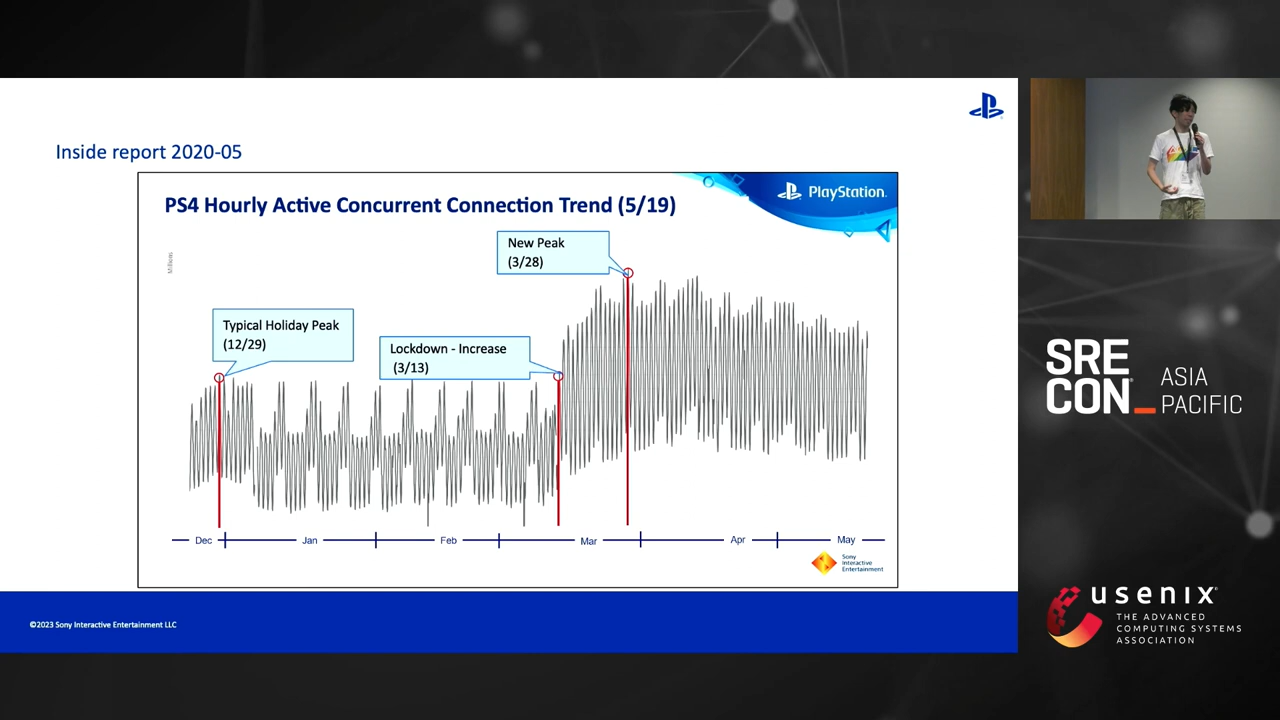 Inside report 2020-05
PS4 Hourly Active Concurrent Connection Trend (5/19)
PlayStation.
Millions
New Peak
(3/28)
Typical Holiday Peak
(12/29)
Lockdown - Increase
(3/13)
Dec
Jan
Feb
Mar
Apr
May
Sony
Interactive
Entertainment
©2023 Sony Interactive Entertainment LLC
SRE
CON
ASIA
PACIFIC
usenix
THE ADVANCED
COMPUTING SYSTEMS
ASSOCIATION